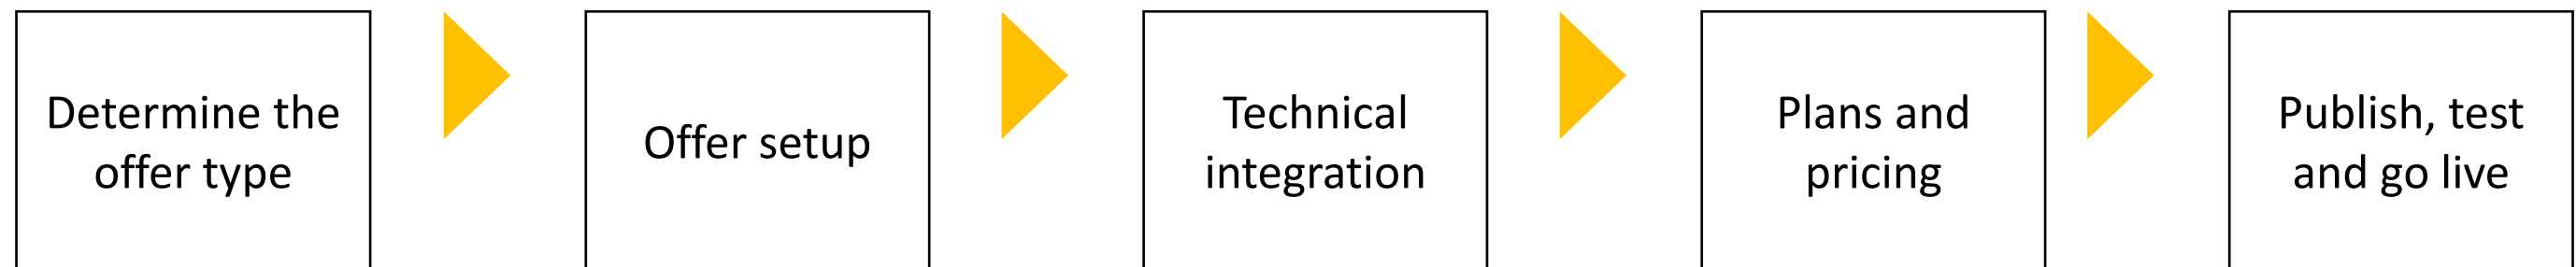 Determine the
offer type
Offer setup
Technical
integration
Plans and
pricing
Publish, test
and go live